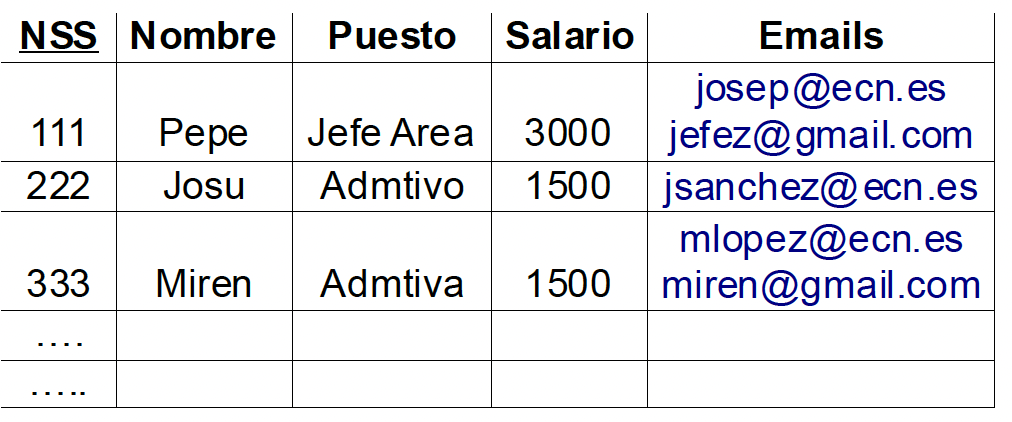 NSS Nombre Puesto Salario Emails
josep@ecn.es
111 Pepe Jefe Area 3000 jefez@gmail.com
222 Josu Admtivo 1500 jsanchez@ecn.es
mlopez@ecn.es
333 Miren Admtiva 1500 miren@gmail.com
....
.....